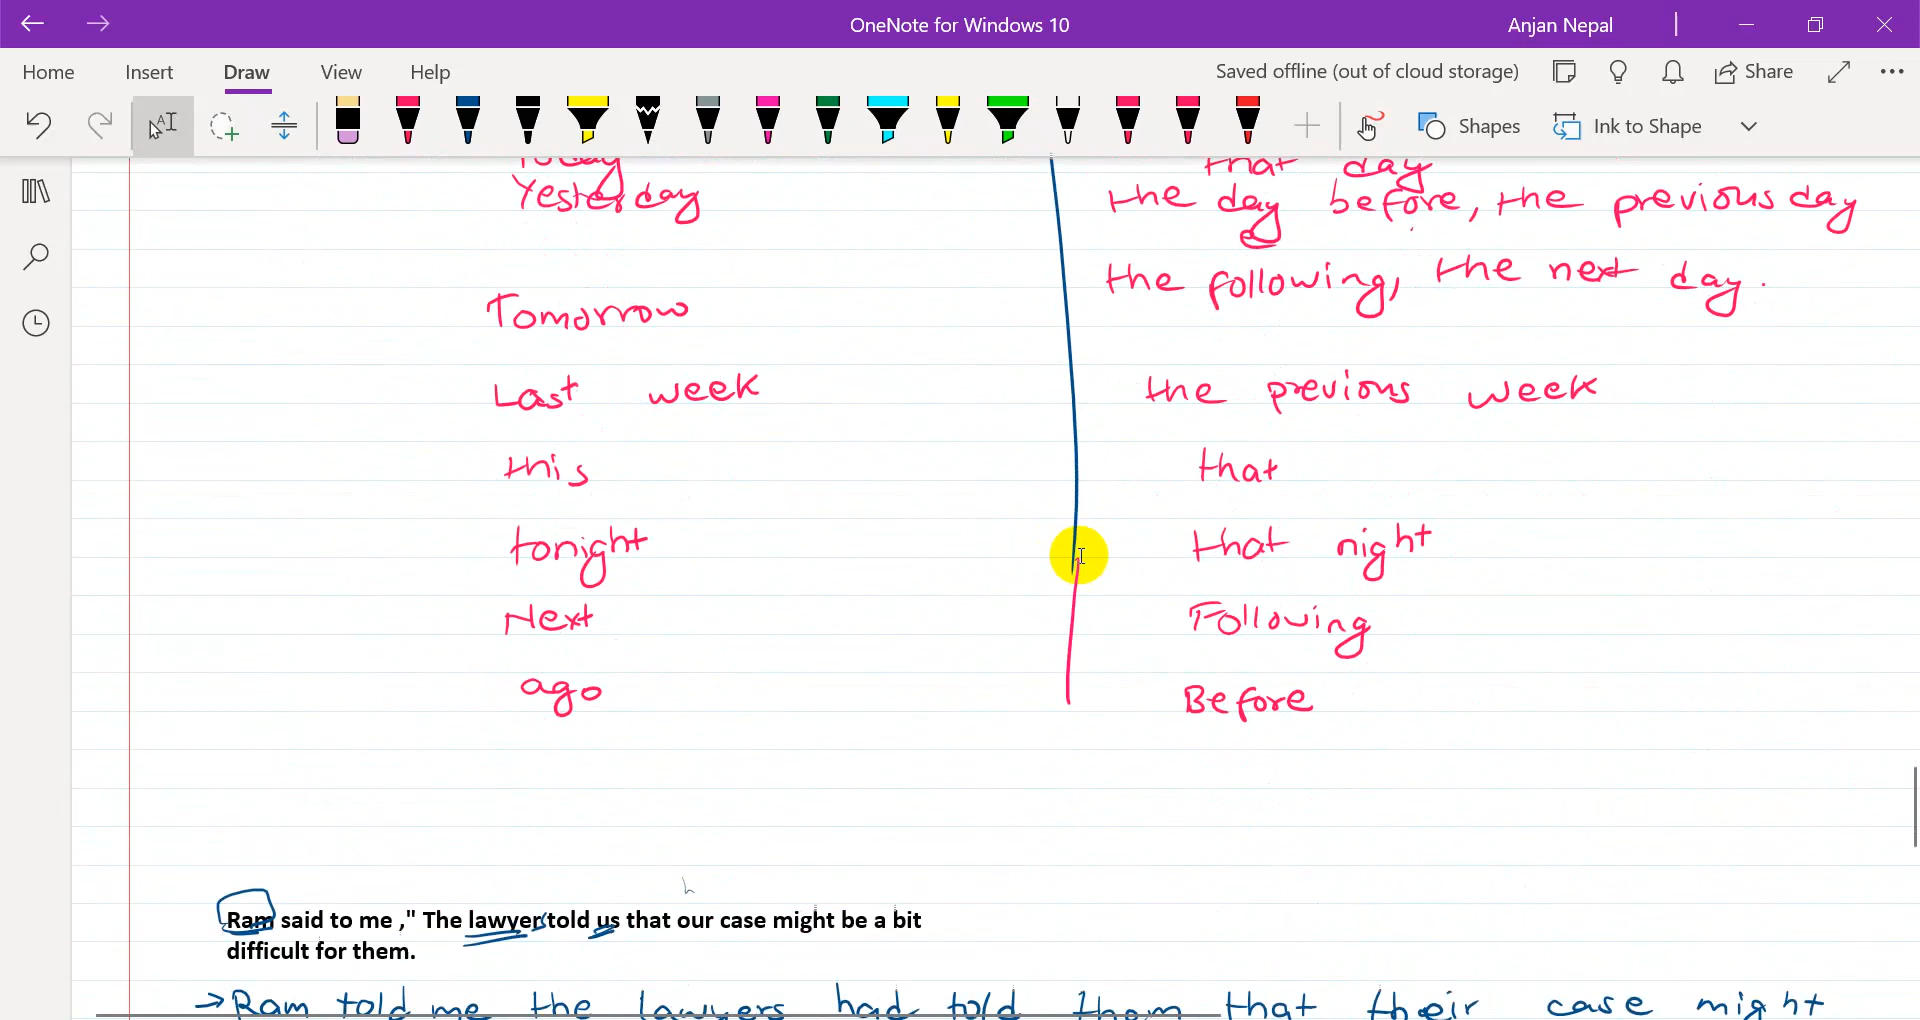 OneNote for Windows 10
Anjan Nepal
Home Insert Draw View Help
Saved offline (out of cloud storage)
Share
Shapes
Ink to Shape
Today that day
Yesterday the day before, the previous day
Tomorrow the following, the next day.
Last week the previous week
this that
tonight that night
Next Following
ago Before
Ram said to me ," The lawyers told us that our case might be a bit
difficult for them.
→ Ram told me the lawyers had told them that their case might